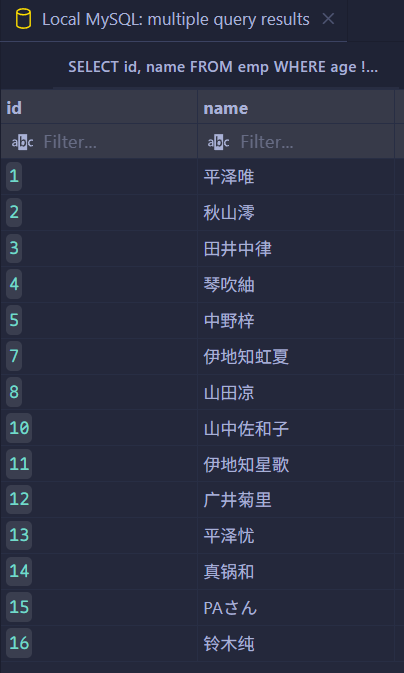 Local MySQL: multiple query results
SELECT id, name FROM emp WHERE age !...
id name
abc Filter... abc Filter...
1 平泽唯
2 秋山澪
3 田井中律
4 琴吹紬
5 中野梓
7 伊地知虹夏
8 山田凉
10 山中佐和子
11 伊地知星歌
12 广井菊里
13 平泽忧
14 真锅和
15 PAさん
16 铃木纯